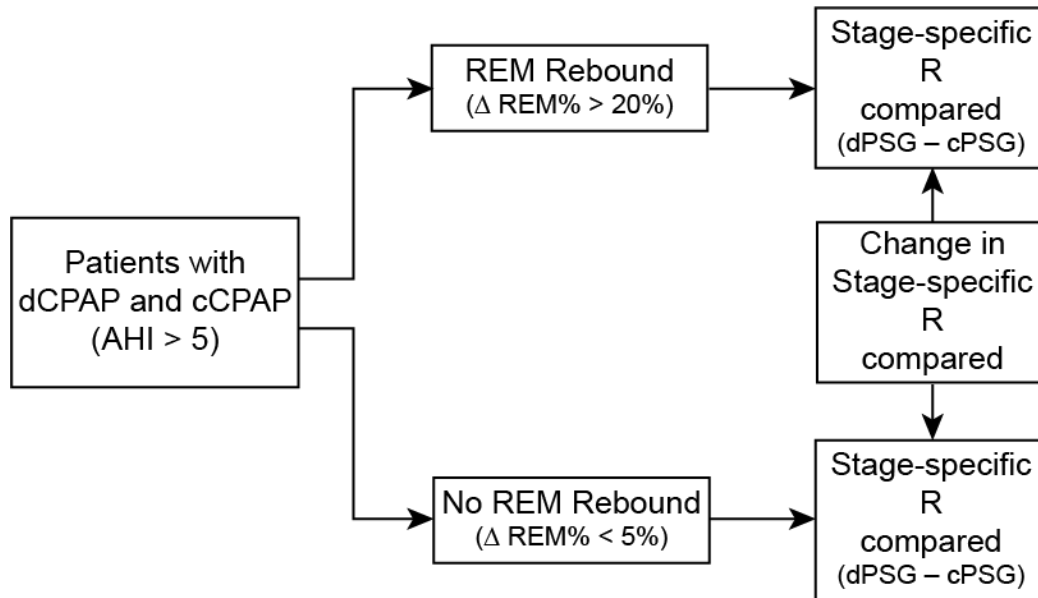 Patients with
dCPAP and cCPAP
(AHI > 5)
REM Rebound
(Δ REM% > 20%)
Stage-specific
R
compared
(dPSG – cPSG)
Change in
Stage-specific
R
compared
No REM Rebound
(Δ REM% < 5%)
Stage-specific
R
compared
(dPSG – cPSG)